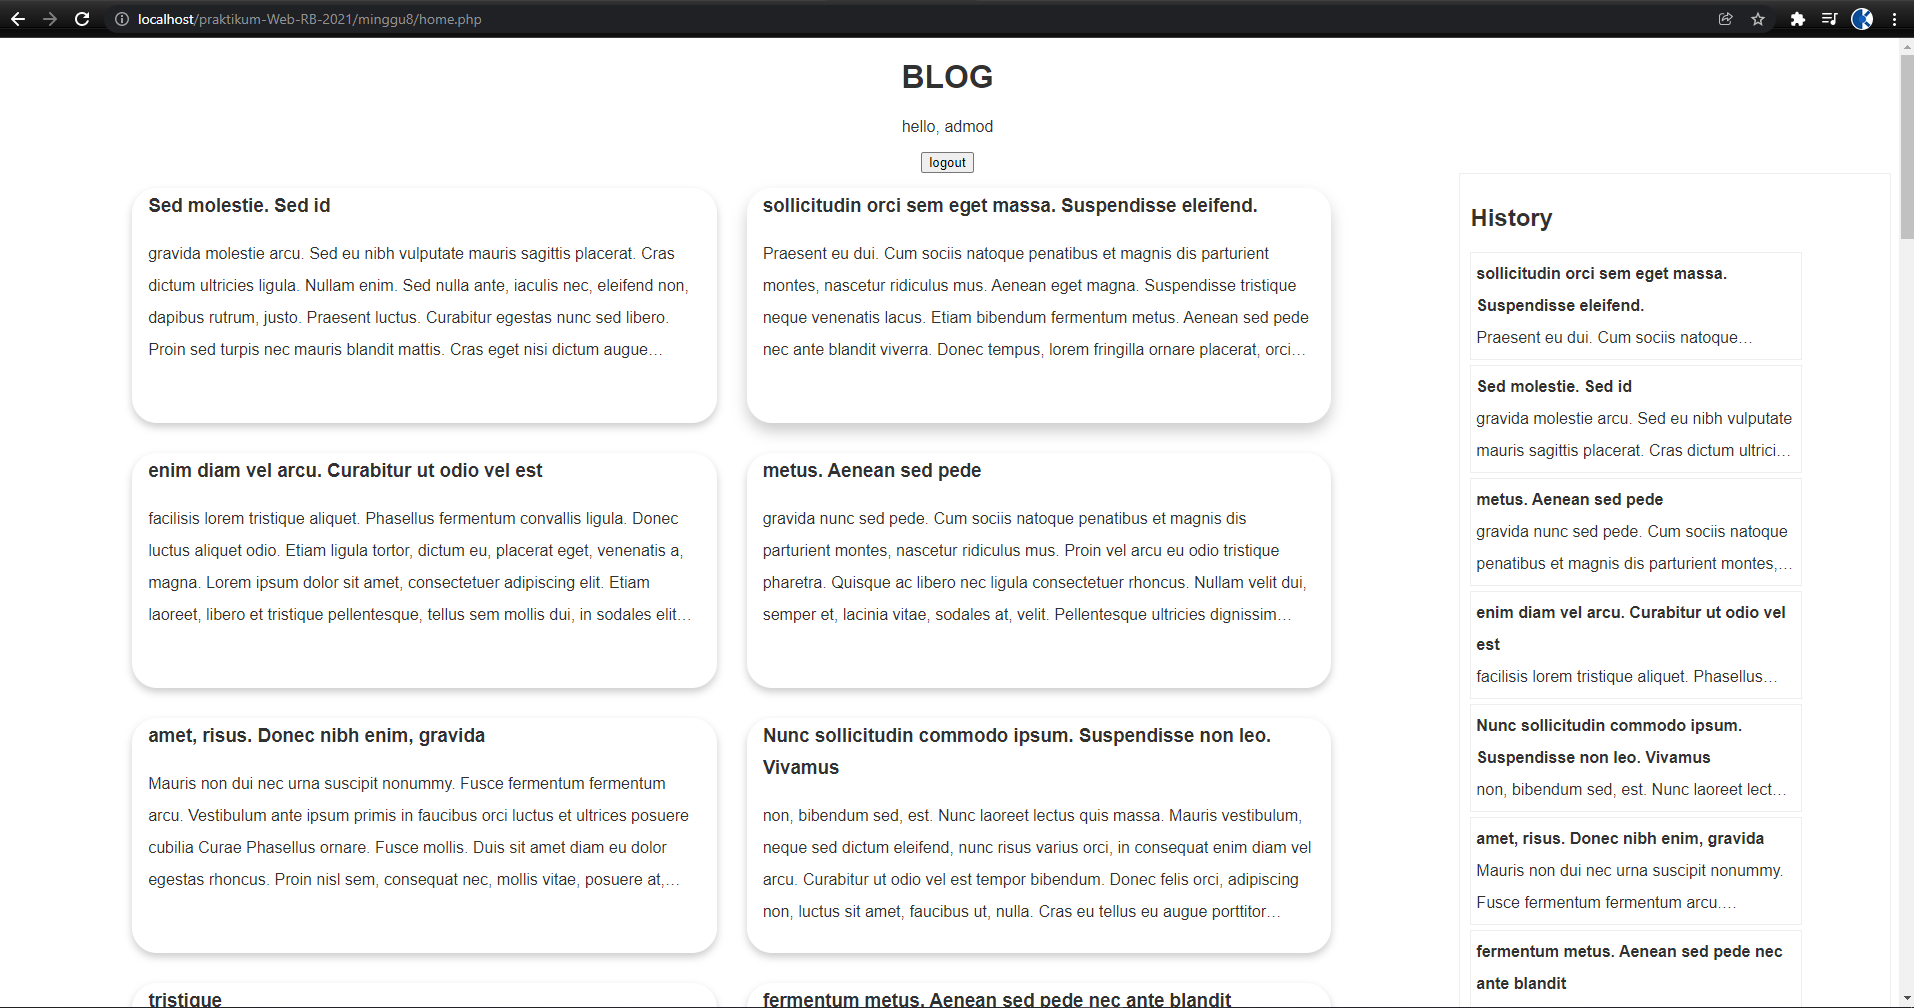 localhost/praktikum-Web-RB-2021/minggu8/home.php
BLOG
hello, admod
logout
Sed molestie. Sed id
gravida molestie arcu. Sed eu nibh vulputate mauris sagittis placerat. Cras
dictum ultricies ligula. Nullam enim. Sed nulla ante, iaculis nec, eleifend non,
dapibus rutrum, justo. Praesent luctus. Curabitur egestas nunc sed libero.
Proin sed turpis nec mauris blandit mattis. Cras eget nisi dictum augue…
sollicitudin orci sem eget massa. Suspendisse eleifend.
Praesent eu dui. Cum sociis natoque penatibus et magnis dis parturient
montes, nascetur ridiculus mus. Aenean eget magna. Suspendisse tristique
neque venenatis lacus. Etiam bibendum fermentum metus. Aenean sed pede
nec ante blandit viverra. Donec tempus, lorem fringilla ornare placerat, orci…
enim diam vel arcu. Curabitur ut odio vel est
facilisis lorem tristique aliquet. Phasellus fermentum convallis ligula. Donec
luctus aliquet odio. Etiam ligula tortor, dictum eu, placerat eget, venenatis a,
magna. Lorem ipsum dolor sit amet, consectetuer adipiscing elit. Etiam
laoreet, libero et tristique pellentesque, tellus sem mollis dui, in sodales elit…
metus. Aenean sed pede
gravida nunc sed pede. Cum sociis natoque penatibus et magnis dis
parturient montes, nascetur ridiculus mus. Proin vel arcu eu odio tristique
pharetra. Quisque ac libero nec ligula consectetuer rhoncus. Nullam velit dui,
semper et, lacinia vitae, sodales at, velit. Pellentesque ultricies dignissim…
amet, risus. Donec nibh enim, gravida
Mauris non dui nec urna suscipit nonummy. Fusce fermentum fermentum
arcu. Vestibulum ante ipsum primis in faucibus orci luctus et ultrices posuere
cubilia Curae Phasellus ornare. Fusce mollis. Duis sit amet diam eu dolor
egestas rhoncus. Proin nisl sem, consequat nec, mollis vitae, posuere at,…
Nunc sollicitudin commodo ipsum. Suspendisse non leo.
Vivamus
non, bibendum sed, est. Nunc laoreet lectus quis massa. Mauris vestibulum,
neque sed dictum eleifend, nunc risus varius orci, in consequat enim diam vel
arcu. Curabitur ut odio vel est tempor bibendum. Donec felis orci, adipiscing
non, luctus sit amet, faucibus ut, nulla. Cras eu tellus eu augue porttitor…
tristique
fermentum metus. Aenean sed pede nec ante blandit
History
sollicitudin orci sem eget massa.
Suspendisse eleifend.
Praesent eu dui. Cum sociis natoque…
Sed molestie. Sed id
gravida molestie arcu. Sed eu nibh vulputate
mauris sagittis placerat. Cras dictum ultrici…
metus. Aenean sed pede
gravida nunc sed pede. Cum sociis natoque
penatibus et magnis dis parturient montes,…
enim diam vel arcu. Curabitur ut odio vel
est
facilisis lorem tristique aliquet. Phasellus…
Nunc sollicitudin commodo ipsum.
Suspendisse non leo. Vivamus
non, bibendum sed, est. Nunc laoreet lect…
amet, risus. Donec nibh enim, gravida
Mauris non dui nec urna suscipit nonummy.
Fusce fermentum fermentum arcu.…
fermentum metus. Aenean sed pede nec
ante blandit